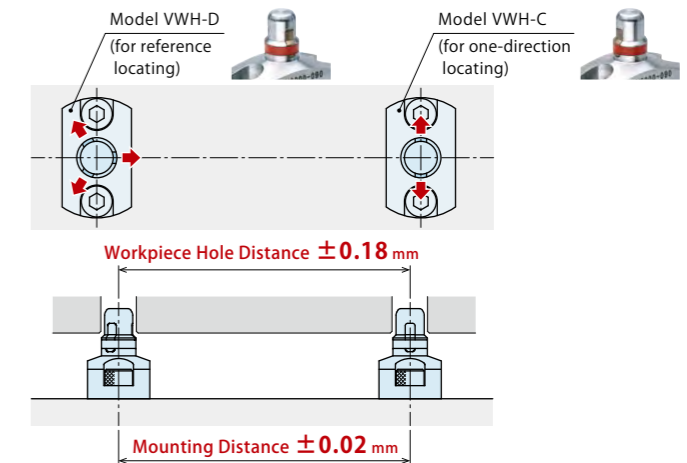 Model VWH-D
(for reference
locating)
Model VWH-C
(for one-direction
locating)
Workpiece Hole Distance ±0.18 mm
Mounting Distance ±0.02 mm